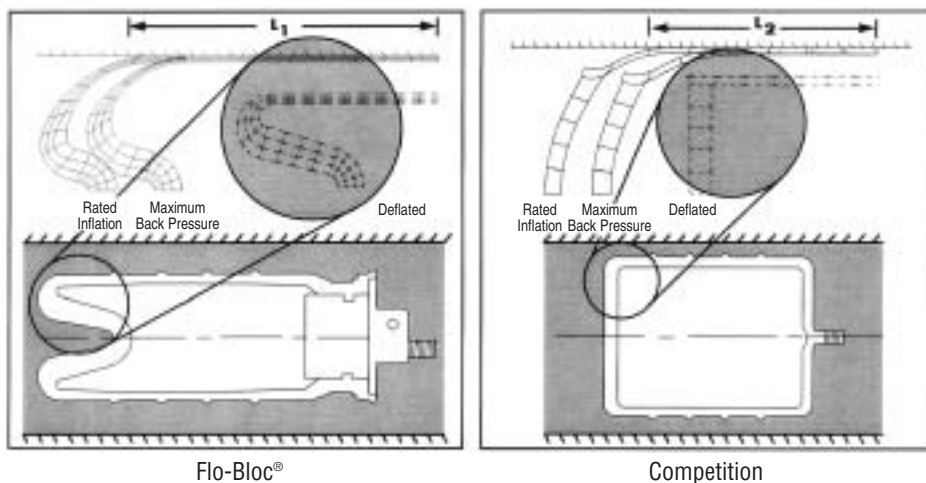 L1
Rated
Inflation
Maximum
Back Pressure
Deflated
Flo-Bloc®
L2
Rated
Inflation
Maximum
Back Pressure
Deflated
Competition